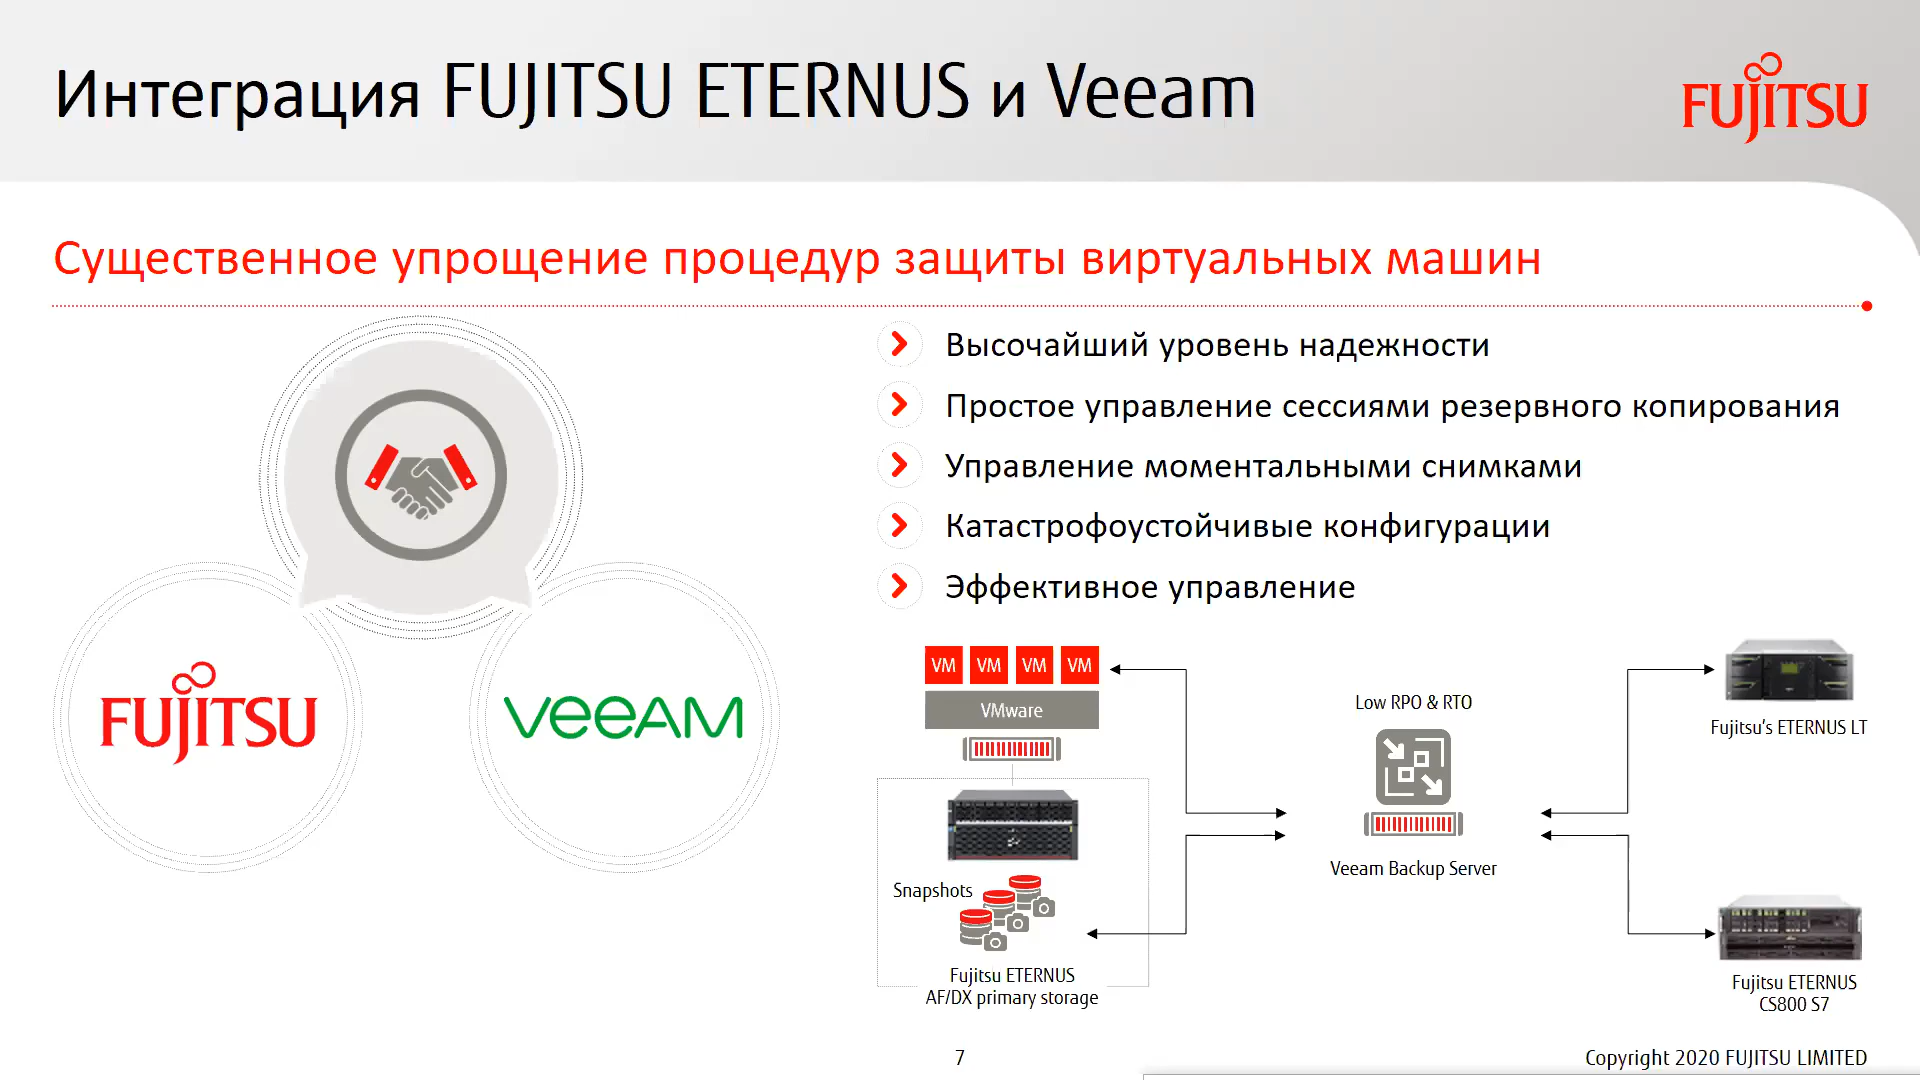 Интеграция FUJITSU ETERNUS и Veeam
FUJITSU
Существенное упрощение процедур защиты виртуальных машин
Высочайший уровень надежности
Простое управление сессиями резервного копирования
Управление моментальными снимками
Катастрофоустойчивые конфигурации
Эффективное управление
FUJITSU
VEEAM
VM VM VM VM
VMware
Snapshots
Fujitsu ETERNUS
AF/DX primary storage
Low RPO & RTO
Veeam Backup Server
Fujitsu's ETERNUS LT
Fujitsu ETERNUS
CS800 S7
7
Copyright 2020 FUJITSU LIMITED